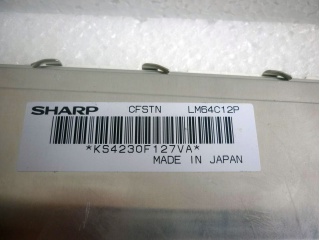 SHARP CFSTN LM64C12P
*KS4230F127VA*
MADE IN JAPAN